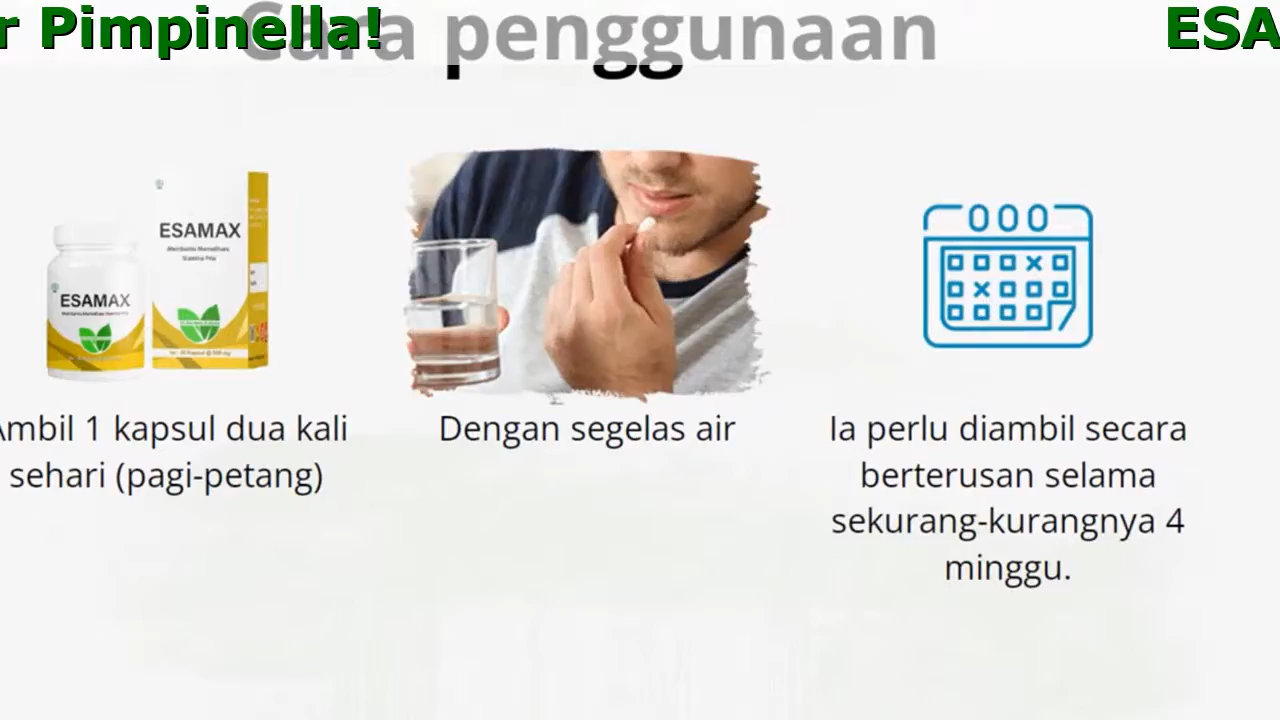 r Pimpinella!
ESA
Cara penggunaan
ESAMAX
ESAMAX
Ambil 1 kapsul dua kali
sehari (pagi-petang)
Dengan segelas air
Ia perlu diambil secara
berterusan selama
sekurang-kurangnya 4
minggu.